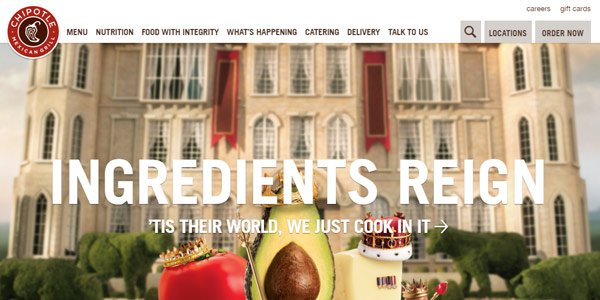 careers gift cards
CHIPOTLE
MEXICAN GRILL
MENU NUTRITION FOOD WITH INTEGRITY WHAT'S HAPPENING CATERING DELIVERY TALK TO US LOCATIONS ORDER NOW
INGREDIENTS REIGN
'TIS THEIR WORLD, WE JUST COOK IN IT →